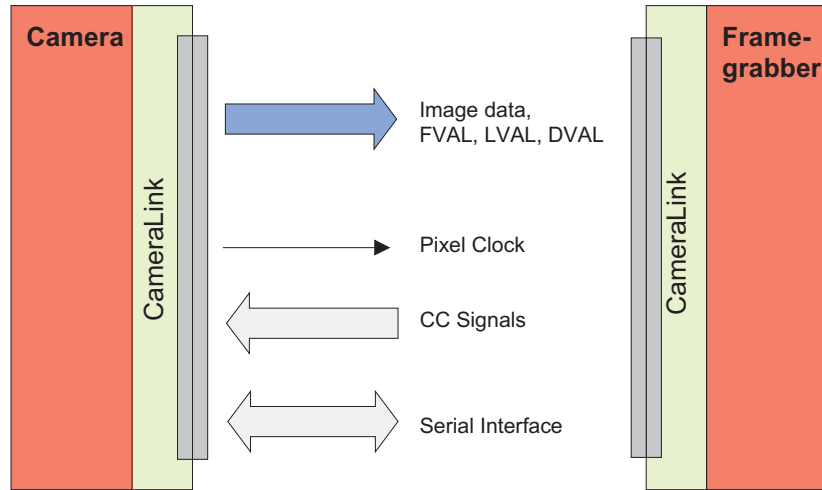 Camera
Frame-
grabber
CameraLink
Image data,
FVAL, LVAL, DVAL
Pixel Clock
CC Signals
Serial Interface
CameraLink